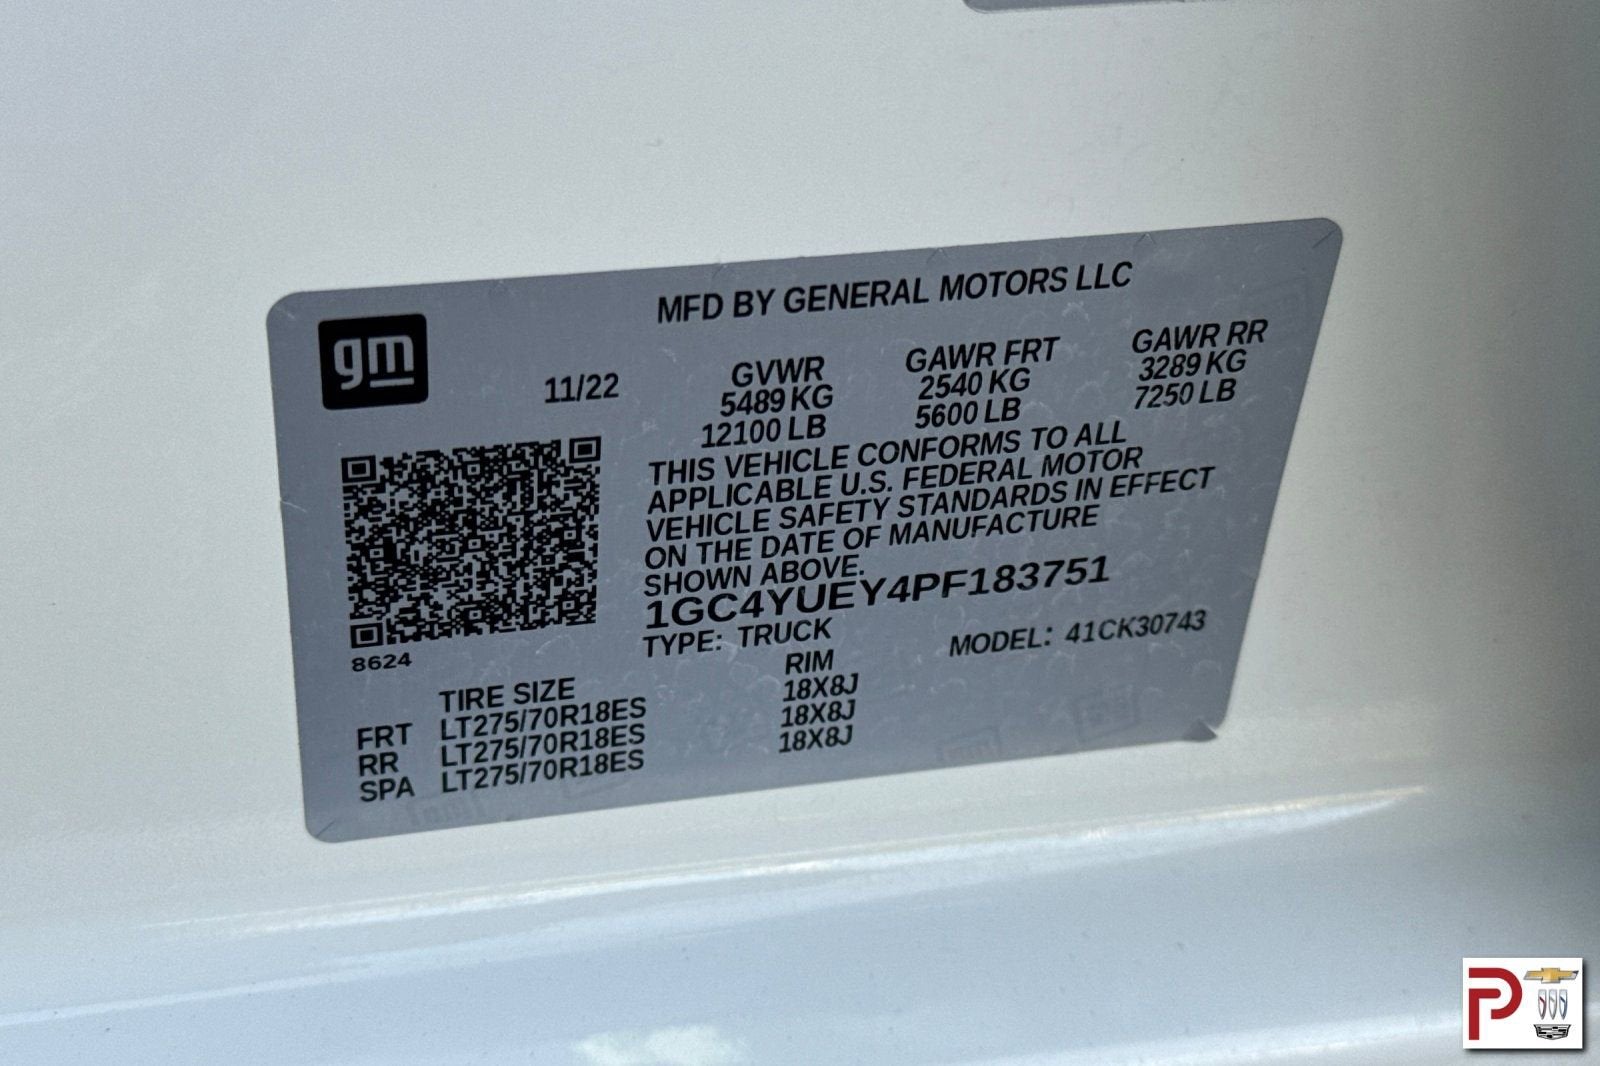 MFD BY GENERAL MOTORS LLC
gm
11/22
GVWR GAWR FRT GAWR RR
5489 KG 2540 KG 3289 KG
12100 LB 5600 LB 7250 LB
THIS VEHICLE CONFORMS TO ALL
APPLICABLE U.S. FEDERAL MOTOR
VEHICLE SAFETY STANDARDS IN EFFECT
ON THE DATE OF MANUFACTURE
SHOWN ABOVE.
1GC4YUEY4PF183751
TYPE: TRUCK MODEL: 41CK30743
8624
TIRE SIZE RIM
FRT LT275/70R18ES 18X8J
RR LT275/70R18ES 18X8J
SPA LT275/70R18ES 18X8J
P